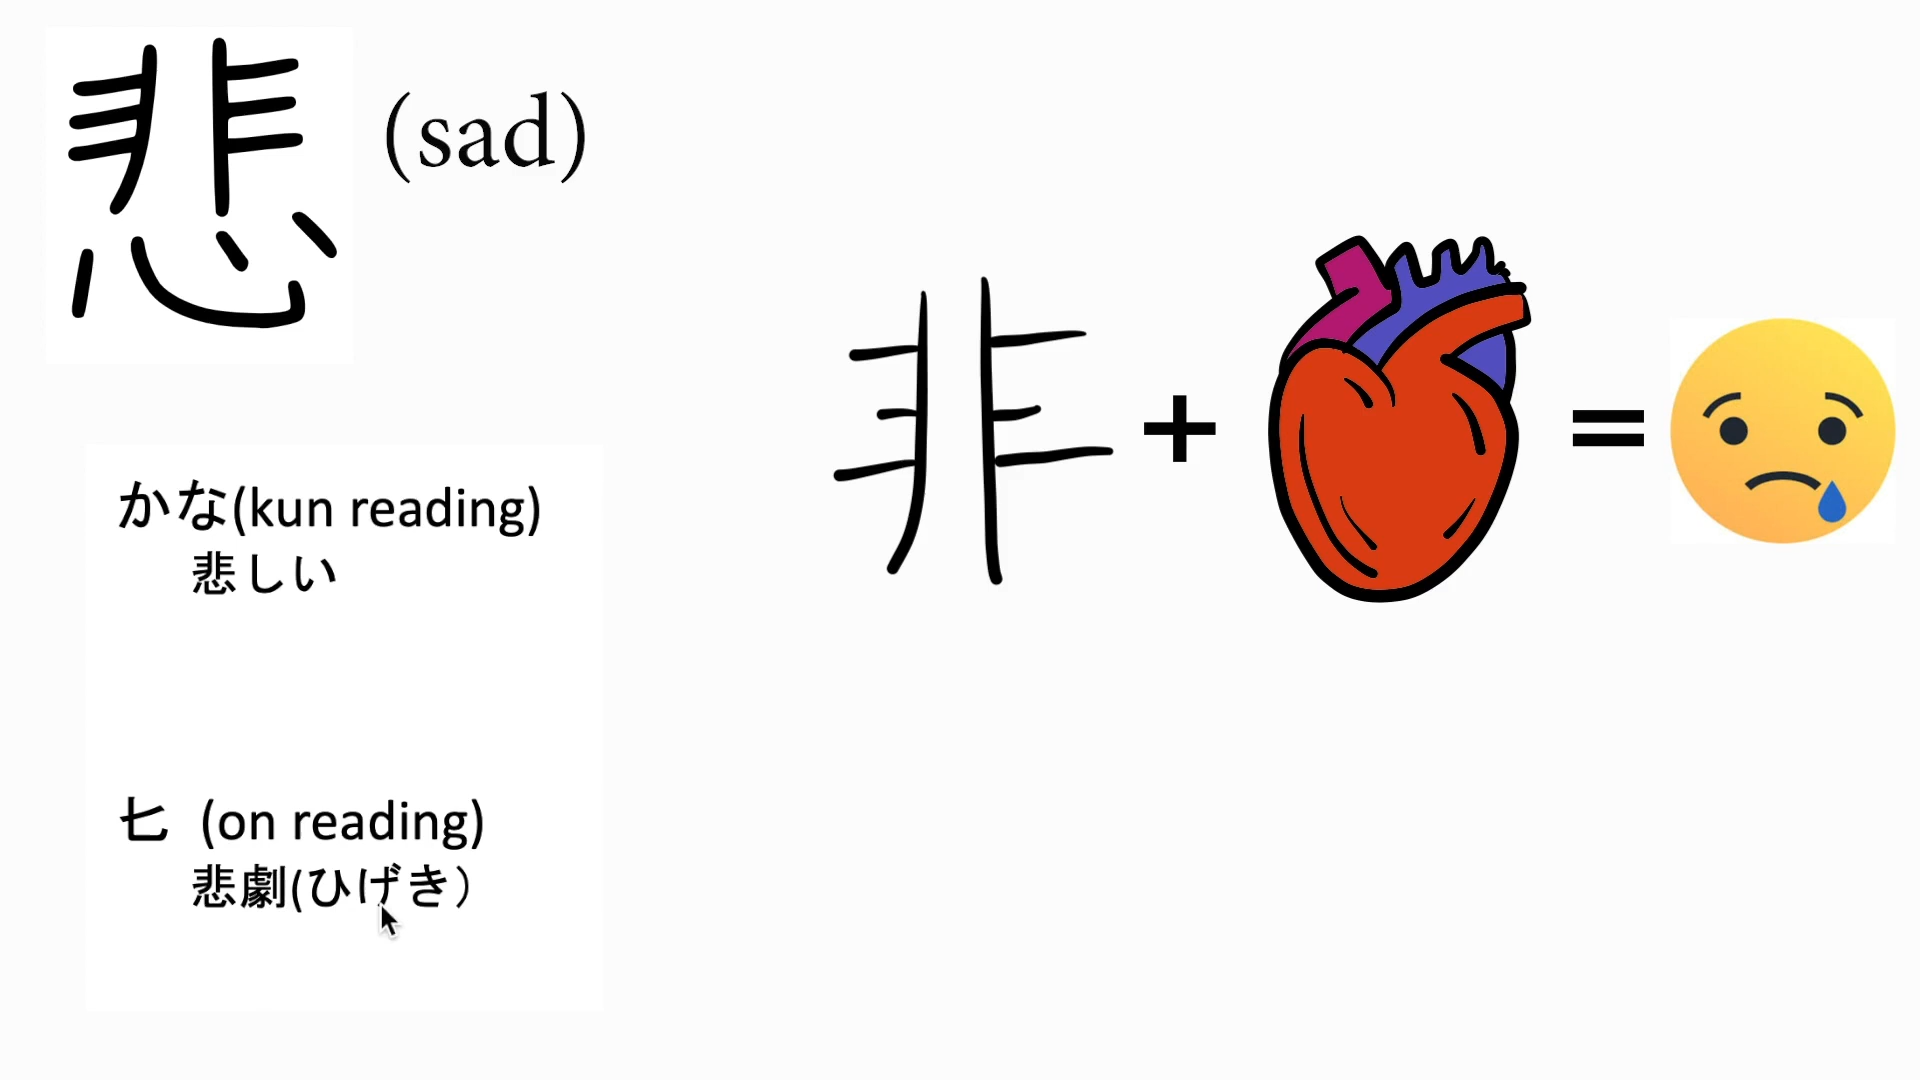 悲 (sad)
非 + =
かな(kun reading)
悲しい
ヒ (on reading)
悲劇(ひげき）